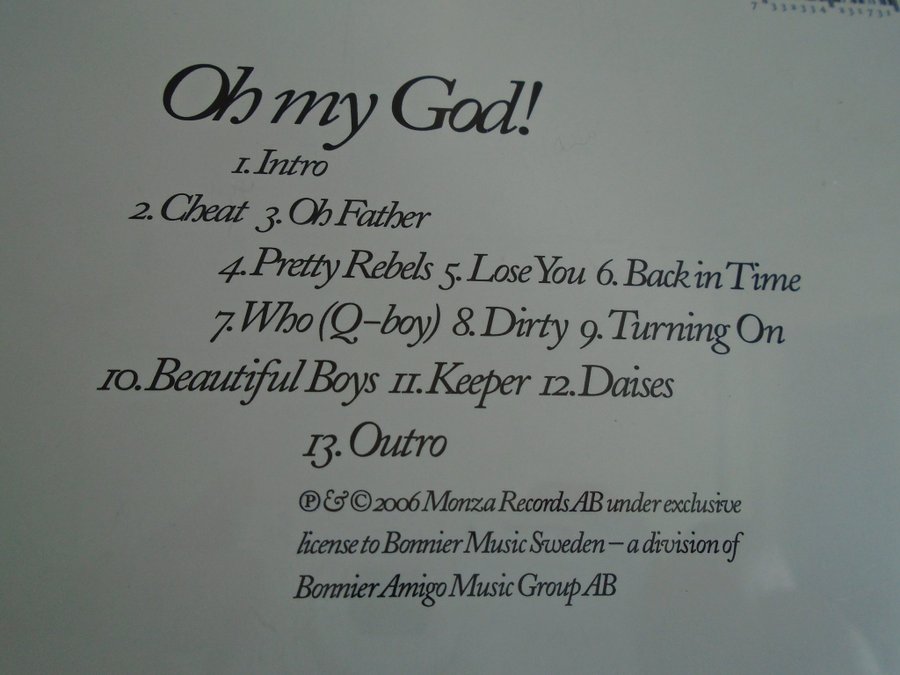 Oh my God!
1. Intro
2. Cheat 3. Oh Father
4. Pretty Rebels 5. Lose You 6. Back in Time
7. Who (Q-boy) 8. Dirty 9. Turning On
10. Beautiful Boys 11. Keeper 12. Daises
13. Outro
℗ & © 2006 Monza Records AB under exclusive
license to Bonnier Music Sweden – a division of
Bonnier Amigo Music Group AB